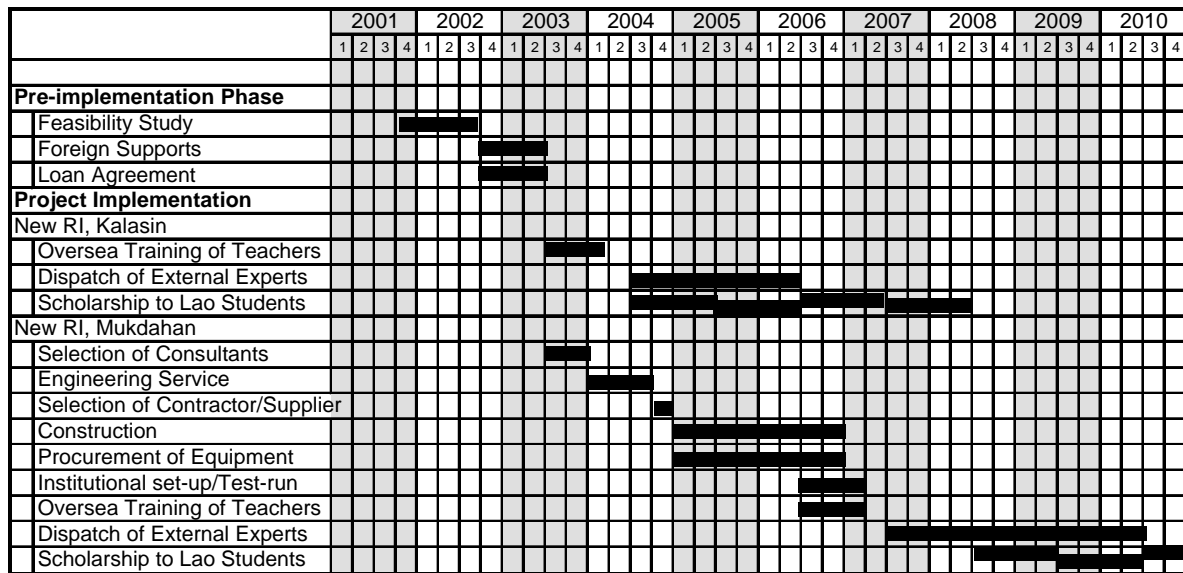 2001 2002 2003 2004 2005 2006 2007 2008 2009 2010
1 2 3 4 1 2 3 4 1 2 3 4 1 2 3 4 1 2 3 4 1 2 3 4 1 2 3 4 1 2 3 4 1 2 3 4 1 2 3 4
Pre-implementation Phase
Feasibility Study
Foreign Supports
Loan Agreement
Project Implementation
New RI, Kalasin
Oversea Training of Teachers
Dispatch of External Experts
Scholarship to Lao Students
New RI, Mukdahan
Selection of Consultants
Engineering Service
Selection of Contractor/Supplier
Construction
Procurement of Equipment
Institutional set-up/Test-run
Oversea Training of Teachers
Dispatch of External Experts
Scholarship to Lao Students